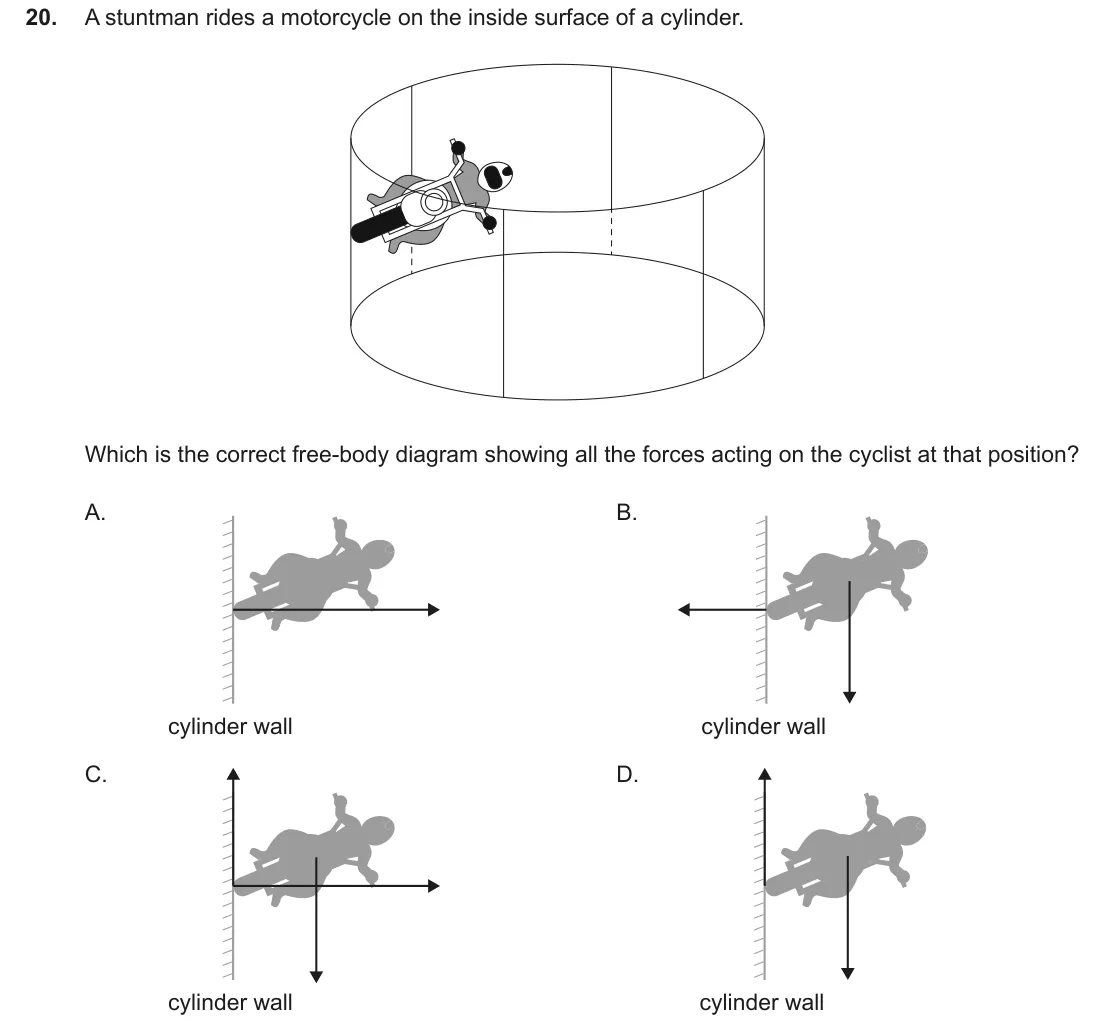 20. A stuntman rides a motorcycle on the inside surface of a cylinder.
Which is the correct free-body diagram showing all the forces acting on the cyclist at that position?
A.
B.
cylinder wall
cylinder wall
C.
D.
cylinder wall
cylinder wall